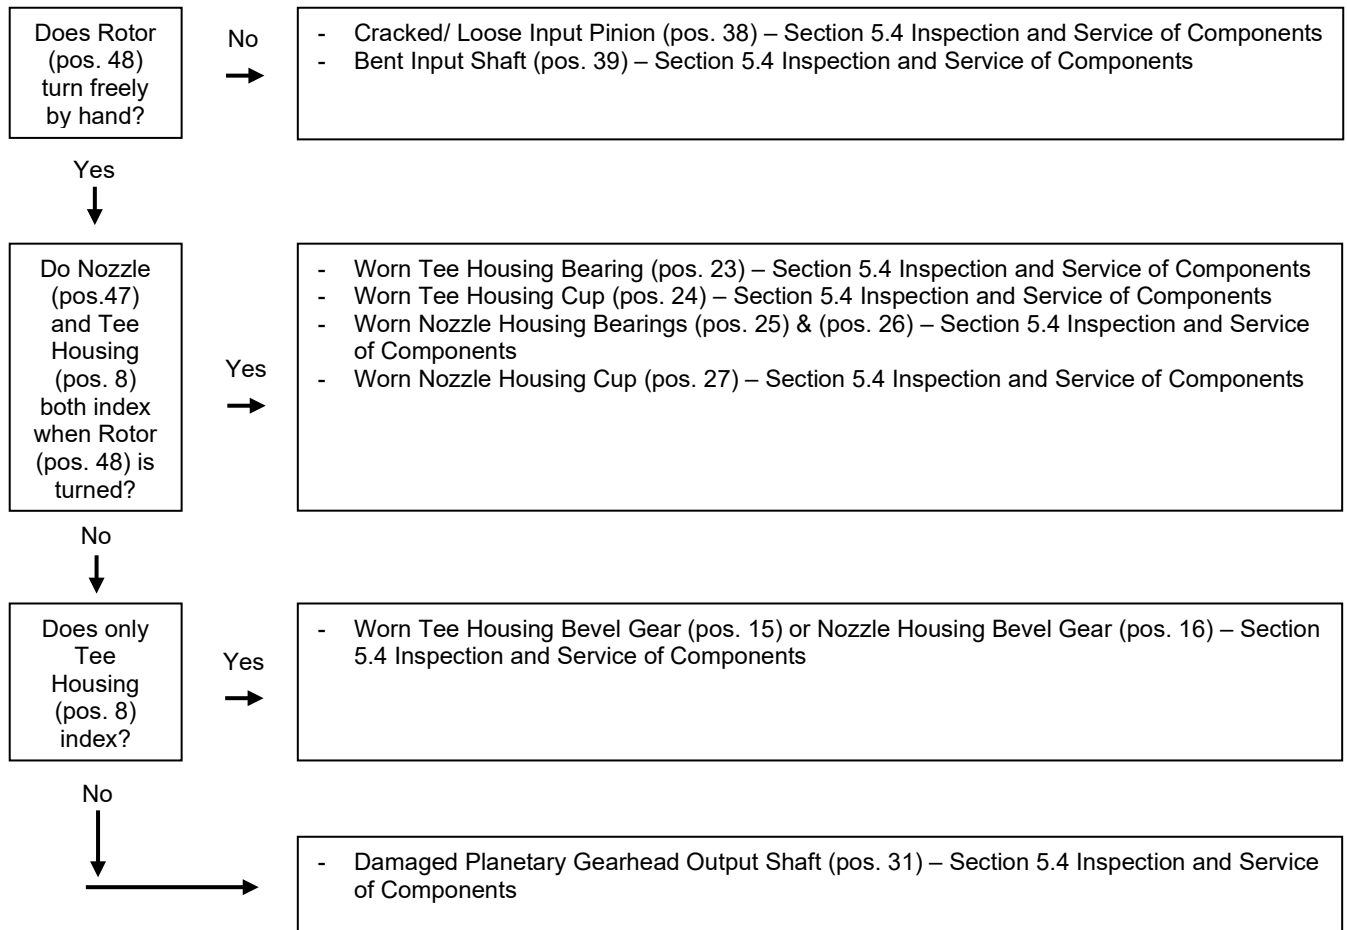 Does Rotor
(pos. 48)
turn freely
by hand?
No
- Cracked/ Loose Input Pinion (pos. 38) – Section 5.4 Inspection and Service of Components
- Bent Input Shaft (pos. 39) – Section 5.4 Inspection and Service of Components
Yes
Do Nozzle
(pos.47)
and Tee
Housing
(pos. 8)
both index
when Rotor
(pos. 48) is
turned?
Yes
- Worn Tee Housing Bearing (pos. 23) – Section 5.4 Inspection and Service of Components
- Worn Tee Housing Cup (pos. 24) – Section 5.4 Inspection and Service of Components
- Worn Nozzle Housing Bearings (pos. 25) & (pos. 26) – Section 5.4 Inspection and Service
of Components
- Worn Nozzle Housing Cup (pos. 27) – Section 5.4 Inspection and Service of Components
No
Does only
Tee
Housing
(pos. 8)
index?
Yes
- Worn Tee Housing Bevel Gear (pos. 15) or Nozzle Housing Bevel Gear (pos. 16) – Section
5.4 Inspection and Service of Components
No
- Damaged Planetary Gearhead Output Shaft (pos. 31) – Section 5.4 Inspection and Service
of Components